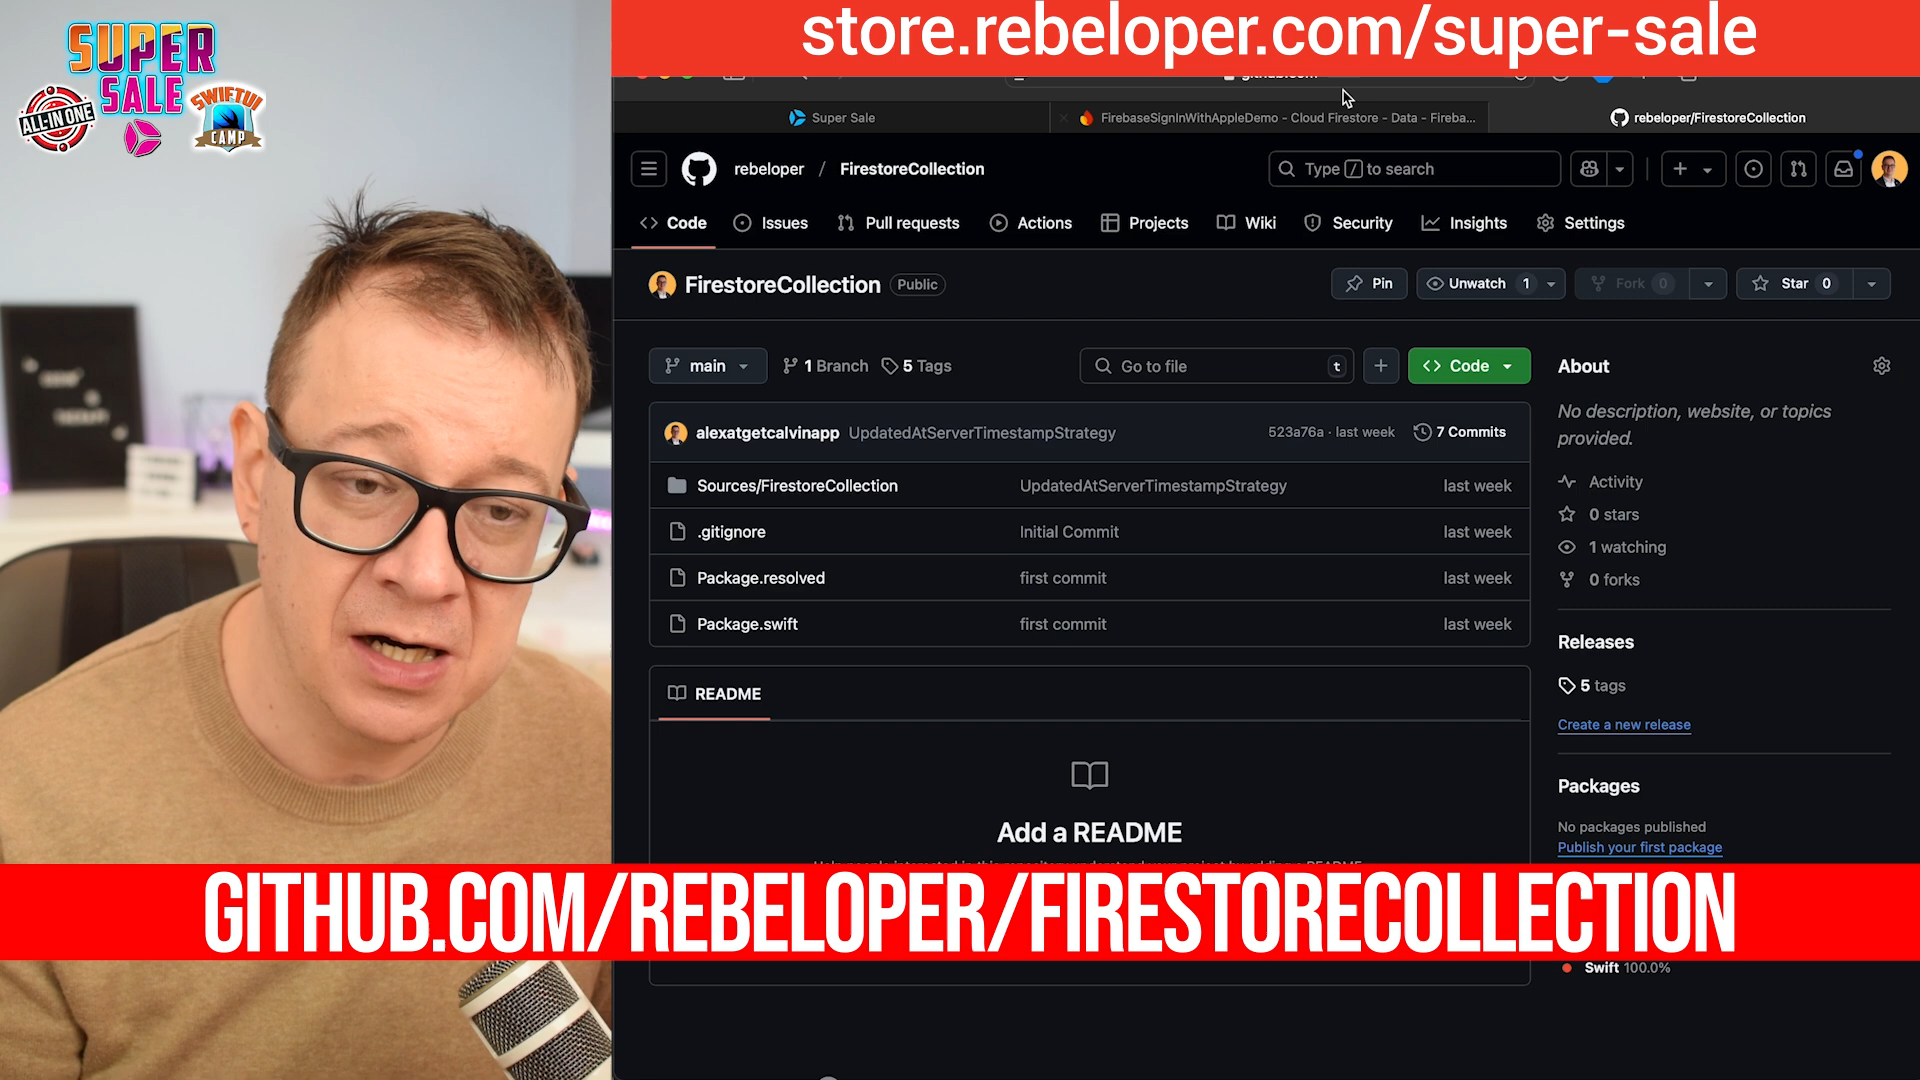 SUPER
SALE
ALL-IN ONE
SWIFTUI
CAMP
store.rebeloper.com/super-sale
Super Sale
FirebaseSignInWithAppleDemo - Cloud Firestore - Data - Fireba...
rebeloper/FirestoreCollection
rebeloper / FirestoreCollection
Type / to search
Code
Issues
Pull requests
Actions
Projects
Wiki
Security
Insights
Settings
FirestoreCollection Public
Pin
Unwatch 1
Fork 0
Star 0
main
1 Branch
5 Tags
Go to file t
Code
alexatgetcalvinapp UpdatedAtServerTimestampStrategy 523a76a · last week 7 Commits
Sources/FirestoreCollection UpdatedAtServerTimestampStrategy last week
.gitignore Initial Commit last week
Package.resolved first commit last week
Package.swift first commit last week
README
Add a README
About
No description, website, or topics
provided.
Activity
0 stars
1 watching
0 forks
Releases
5 tags
Create a new release
Packages
No packages published
Publish your first package
GITHUB.COM/REBELOPER/FIRESTORECOLLECTION
Swift 100.0%